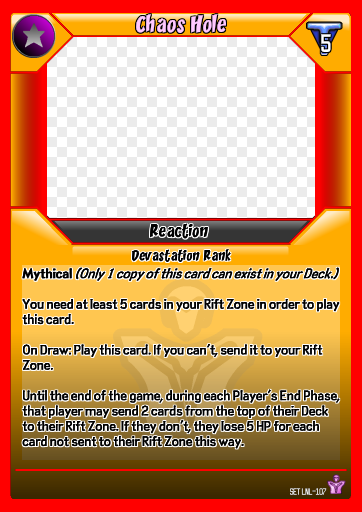 Chaos Hole
5
Reaction
Devastation Rank
Mythical (Only 1 copy of this card can exist in your Deck.)
You need at least 5 cards in your Rift Zone in order to play
this card.
On Draw: Play this card. If you can't, send it to your Rift
Zone.
Until the end of the game, during each Player's End Phase,
that player may send 2 cards from the top of their Deck
to their Rift Zone. If they don't, they lose 5 HP for each
card not sent to their Rift Zone this way.
SET LNL-107